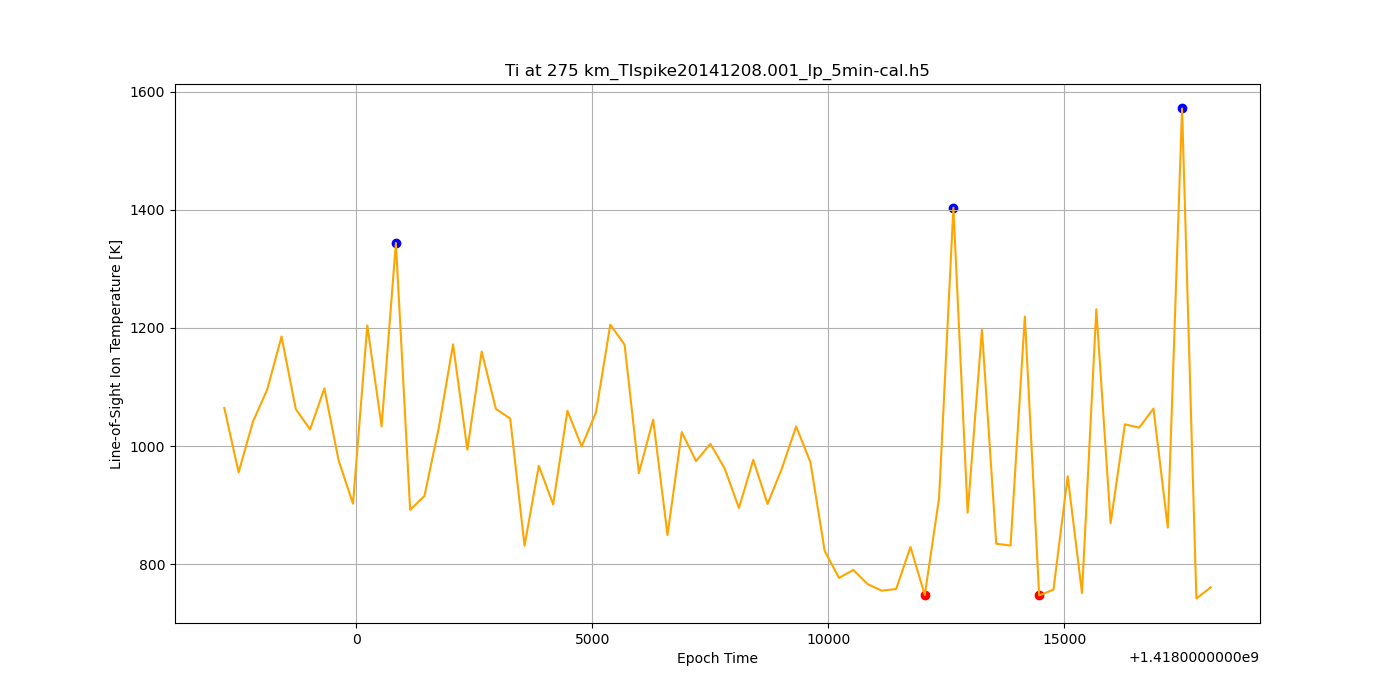 Ti at 275 km_TIspike20141208.001_lp_5min-cal.h5
1600
1400
1200
1000
800
Line-of-Sight Ion Temperature [K]
0 5000 10000 15000
Epoch Time
+1.4180000000e9